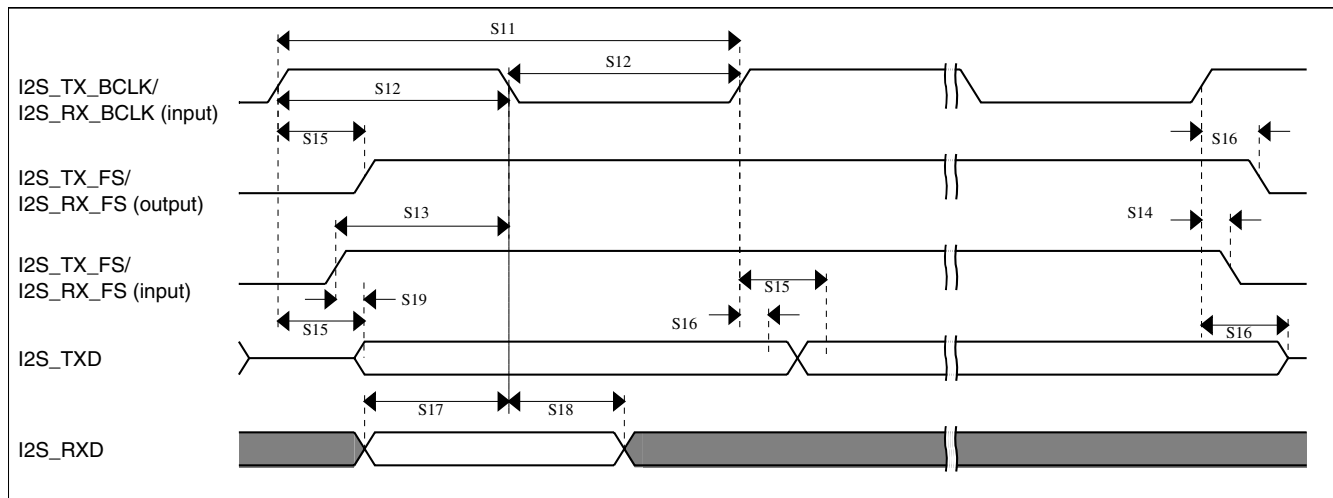 S11
I2S_TX_BCLK/
I2S_RX_BCLK (input)
S12
S12
S15
S16
I2S_TX_FS/
I2S_RX_FS (output)
S13
S14
I2S_TX_FS/
I2S_RX_FS (input)
S15
S19
S15
S16
S16
I2S_TXD
S17
S18
I2S_RXD